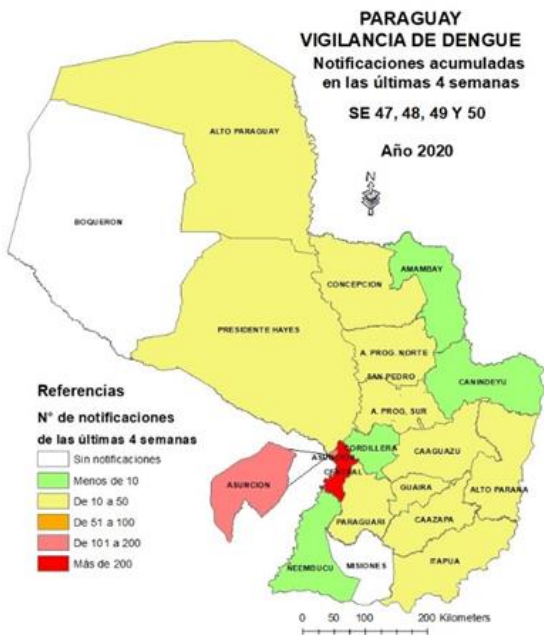 PARAGUAY
VIGILANCIA DE DENGUE
Notificaciones acumuladas
en las últimas 4 semanas
SE 47, 48, 49 Y 50
Año 2020
N
ALTO PARAGUAY
BOQUERON
AMAMBAY
CONCEPCION
PRESIDENTE HAYES
A. PROG. NORTE
SAN PEDRO
CANINDEYU
A. PROG. SUR
CORDILLERA
ASUNCION
CENTRAL
CAAGUAZU
GUAIRA
ALTO PARANA
ASUNCION
PARAGUARI
CAAZAPA
ITAPUA
ÑEEMBUCU
MISIONES
Referencias
N° de notificaciones
de las últimas 4 semanas
Sin notificaciones
Menos de 10
De 10 a 50
De 51 a 100
De 101 a 200
Más de 200
0 50 100 200 Kilometers